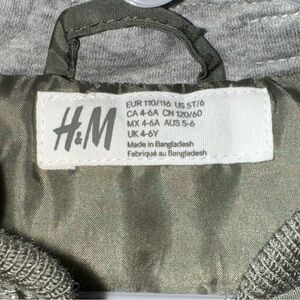 H&M
EUR 110/116 US 5T/6
CA 4-6A CN 120/60
MX 4-6A AUS 5-6
UK 4-6Y
Made in Bangladesh
Fabriqué au Bangladesh